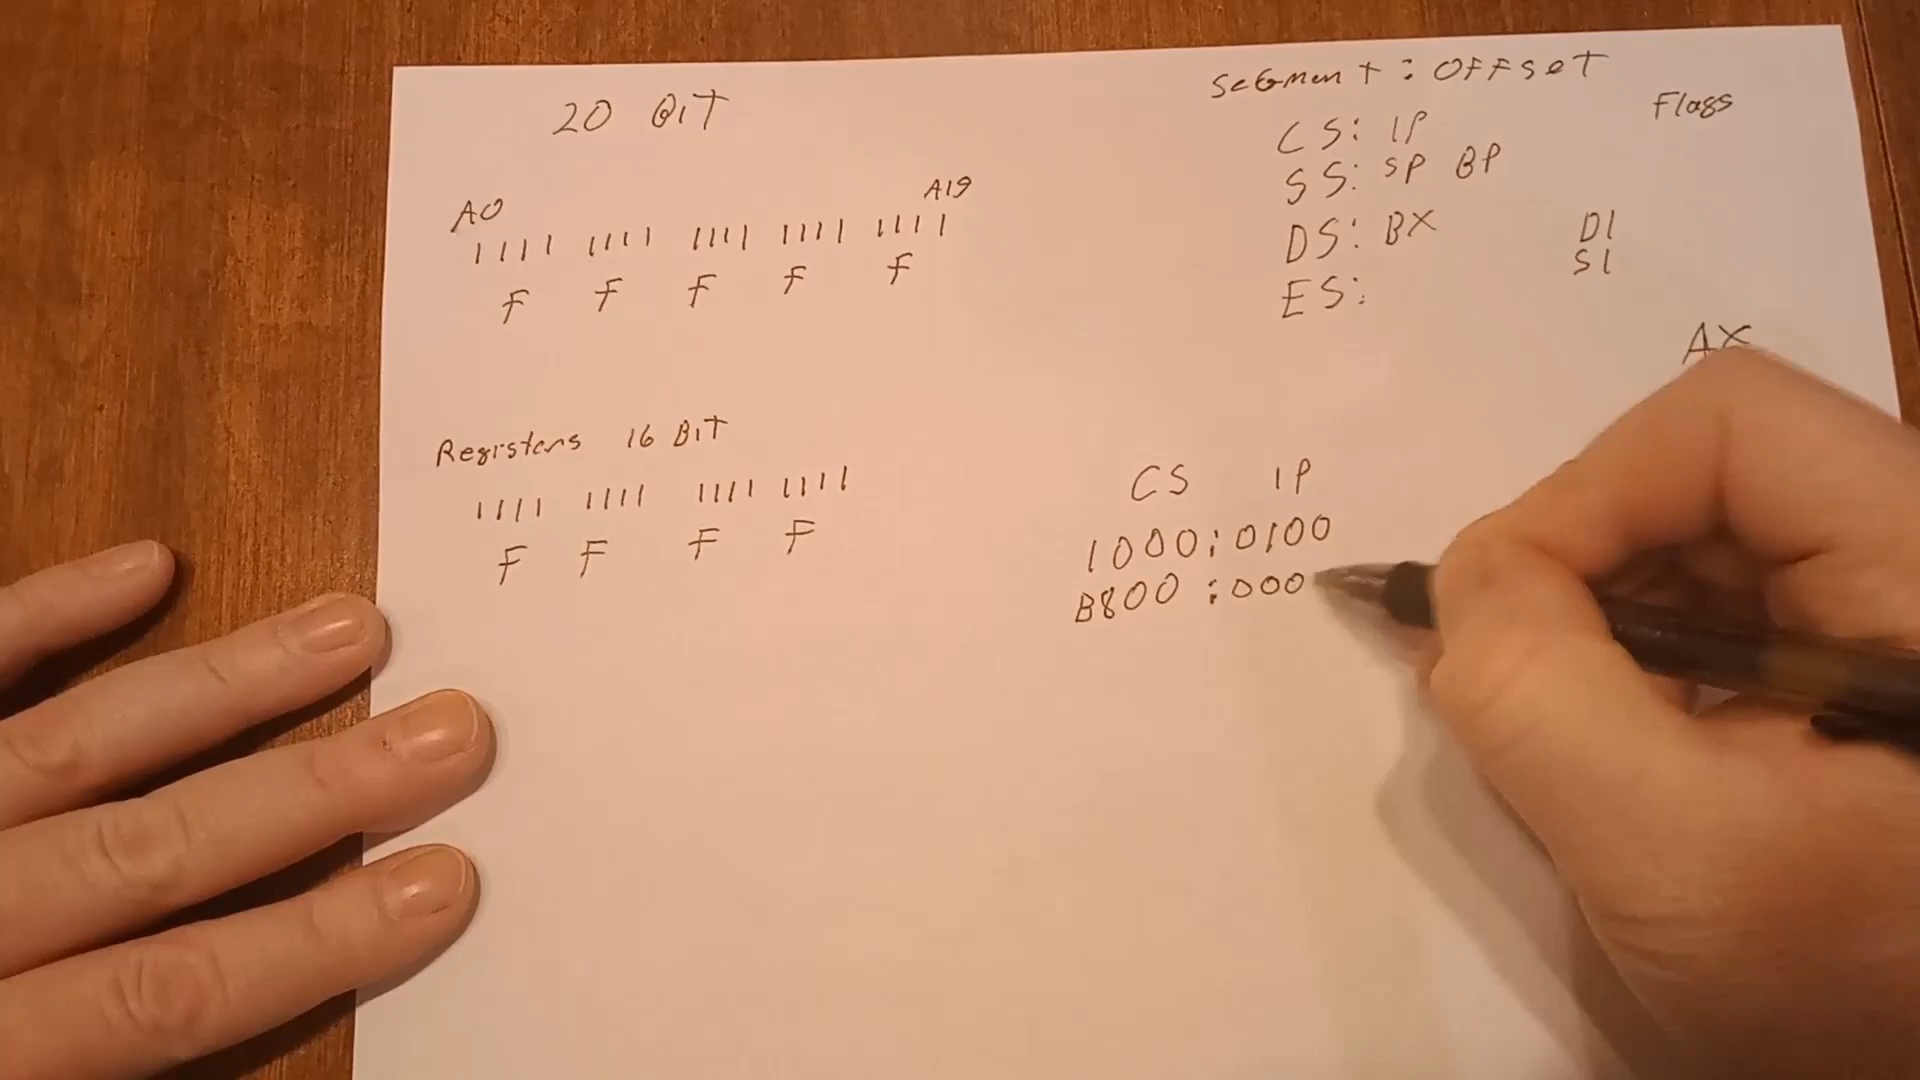 20 BIT
A0 A19
1111 1111 1111 1111 1111
F F F F F
Registers 16 BIT
1111 1111 1111 1111
F F F F
Segment : OFFset
Flags
CS: IP
SS: SP BP
DS: BX
ES:
DI
SI
AX
CS IP
1000:0100
B800:000